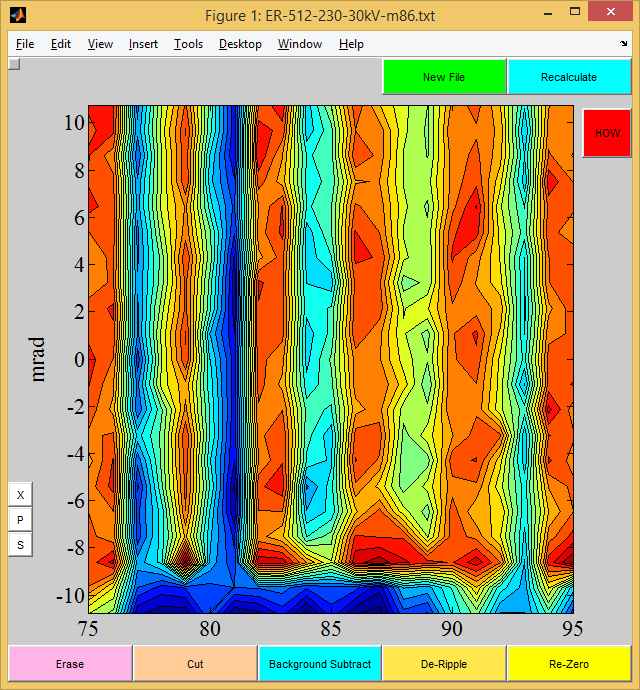 Figure 1: ER-512-230-30kV-m86.txt
File Edit View Insert Tools Desktop Window Help
New File Recalculate
HOW
10
8
6
4
2
0
-2
-4
-6
-8
-10
mrad
X
P
S
75 80 85 90 95
Erase Cut Background Subtract De-Ripple Re-Zero